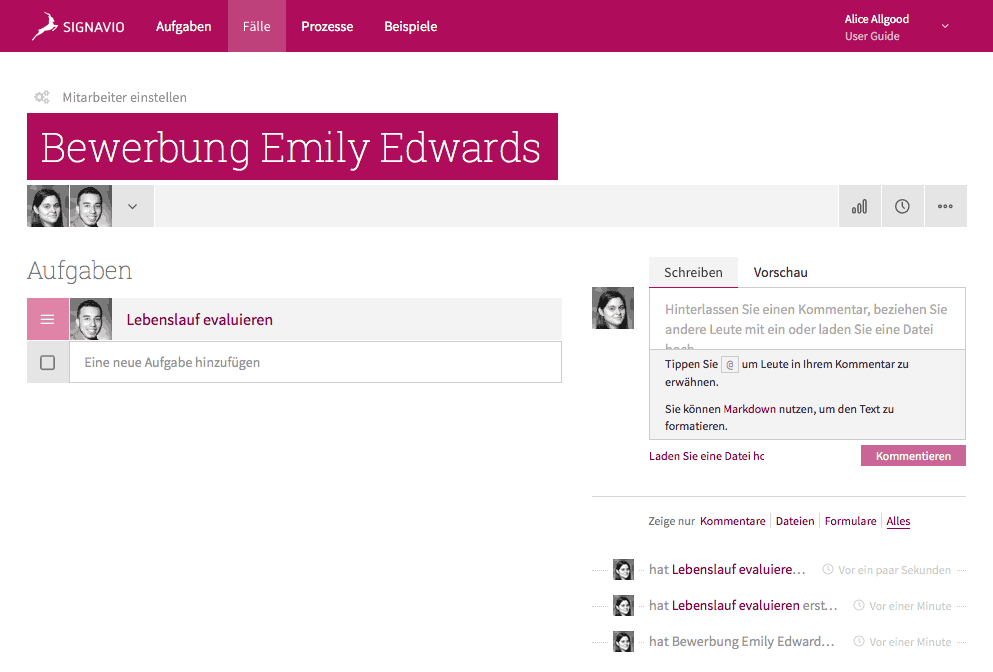 SIGNAVIO Aufgaben Fälle Prozesse Beispiele
Alice Allgood
User Guide
Mitarbeiter einstellen
Bewerbung Emily Edwards
Aufgaben
Lebenslauf evaluieren
Eine neue Aufgabe hinzufügen
Schreiben Vorschau
Hinterlassen Sie einen Kommentar, beziehen Sie
andere Leute mit ein oder laden Sie eine Datei
hoch
Tippen Sie @ um Leute in Ihrem Kommentar zu
erwähnen.
Sie können Markdown nutzen, um den Text zu
formatieren.
Laden Sie eine Datei hc Kommentieren
Zeige nur Kommentare Dateien Formulare Alles
hat Lebenslauf evaluiere… Vor ein paar Sekunden
hat Lebenslauf evaluieren erst… Vor einer Minute
hat Bewerbung Emily Edward… Vor einer Minute